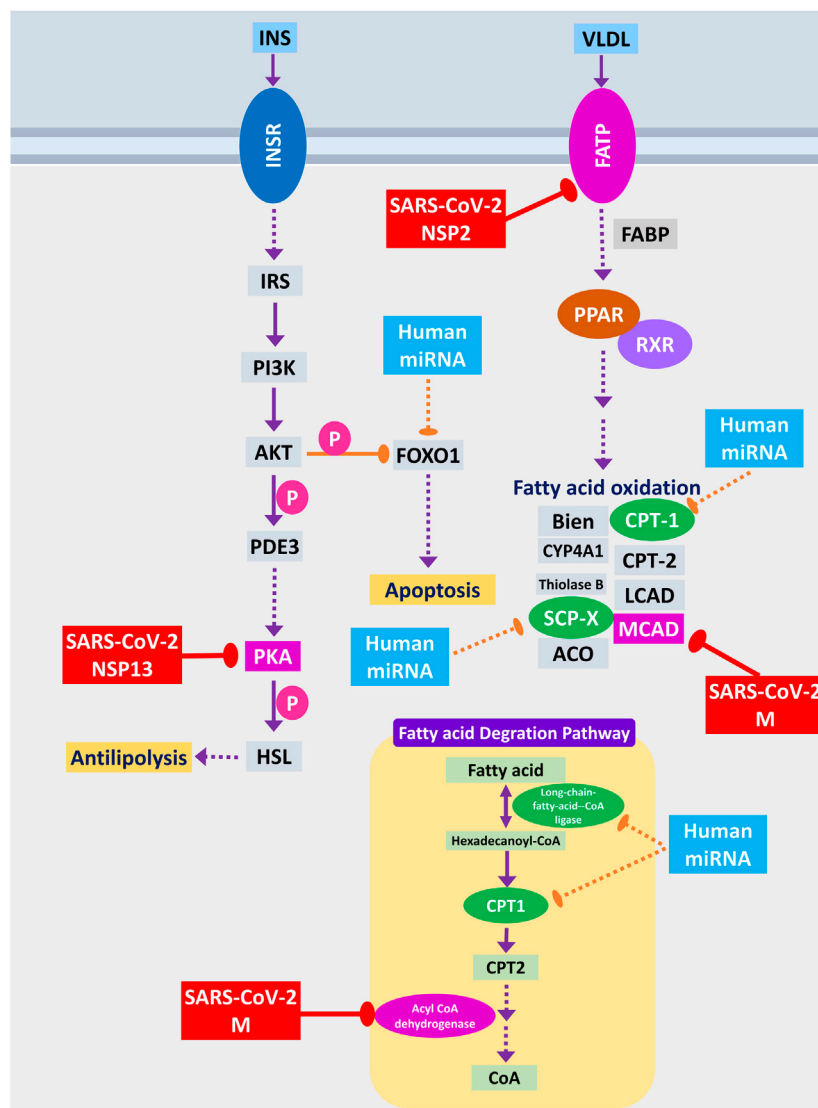 INS
VLDL
INSR
FATP
SARS-CoV-2
NSP2
FABP
IRS
PPAR
RXR
Human
miRNA
PI3K
Human
miRNA
AKT
P
FOXO1
Fatty acid oxidation
P
Bien
CPT-1
PDE3
CYP4A1
CPT-2
Apoptosis
Thiolase B
LCAD
SARS-CoV-2
NSP13
PKA
Human
miRNA
SCP-X
MCAD
ACO
P
SARS-CoV-2
M
Antilipolysis
HSL
Fatty acid Degration Pathway
Fatty acid
Long-chain-
fatty-acid--CoA
ligase
Hexadecanoyl-CoA
Human
miRNA
CPT1
CPT2
SARS-CoV-2
M
Acyl CoA
dehydrogenase
CoA